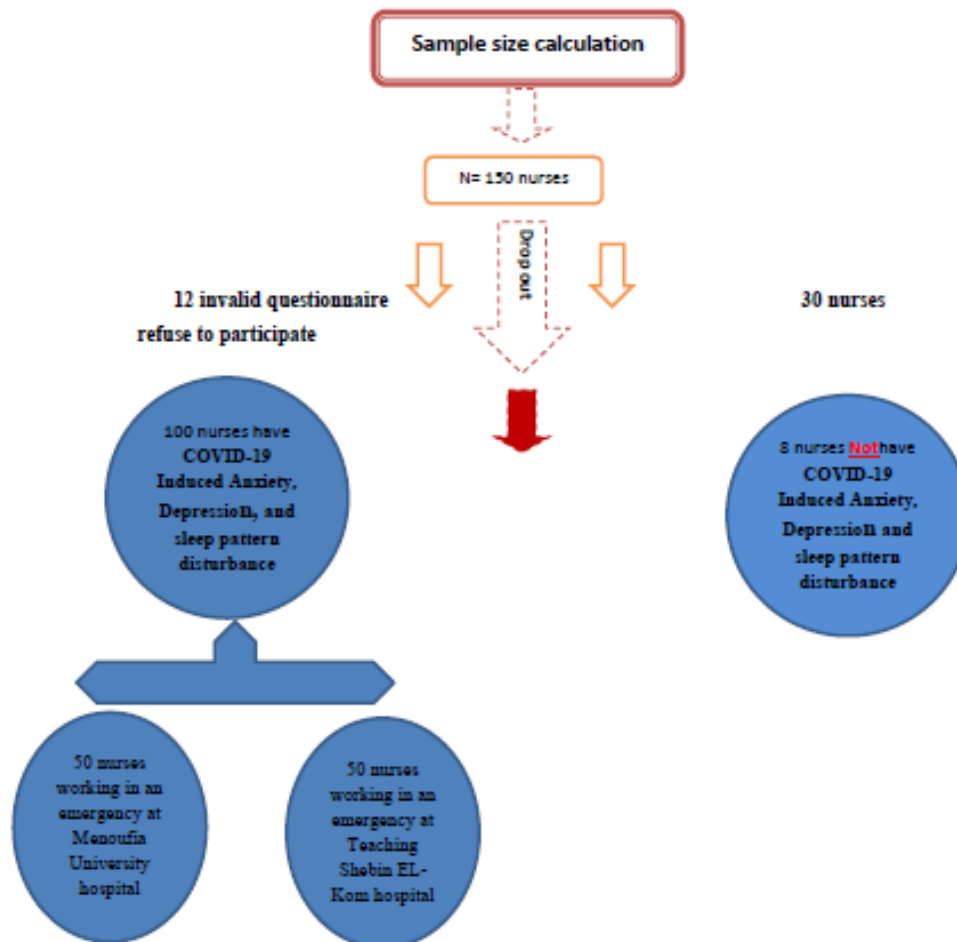 Sample size calculation
N= 150 nurses
Drop out
12 invalid questionnaire
30 nurses
refuse to participate
100 nurses have
COVID-19
Induced Anxiety,
Depression, and
sleep pattern
disturbance
8 nurses Not have
COVID-19
Induced Anxiety,
Depression and
sleep pattern
disturbance
50 nurses
working in an
emergency at
Menoufia
University
hospital
50 nurses
working in an
emergency at
Teaching
Shebin EL-
Kom hospital